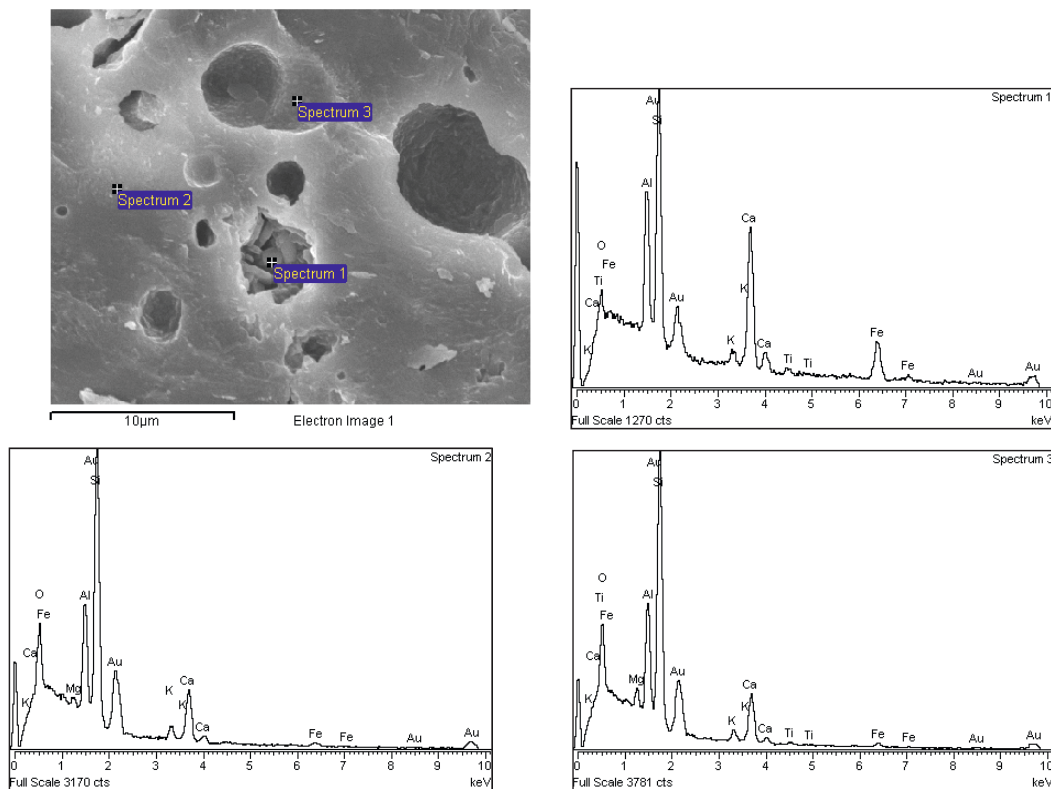 Spectrum 3
Spectrum 2
Spectrum 1
10µm
Electron Image 1
Spectrum 1
Au
Si
Al
Ca
O
Fe
K
Ti
Ca
Au
Fe
K
Ca
K
Ti
Ti
Fe
Au
Au
0 1 2 3 4 5 6 7 8 9 10
Full Scale 1270 cts
keV
Spectrum 2
Au
Si
O
Al
Fe
Ca
Au
Ca
Mg
K
K
K
Ca
Fe
Fe
Au
Au
0 1 2 3 4 5 6 7 8 9 10
Full Scale 3170 cts
keV
Spectrum 3
Au
Si
O
Ti
Al
Fe
Ca
Mg
Au
Ca
K
K
K
Ca
Ti
Ti
Fe
Fe
Au
Au
0 1 2 3 4 5 6 7 8 9 10
Full Scale 3781 cts
keV